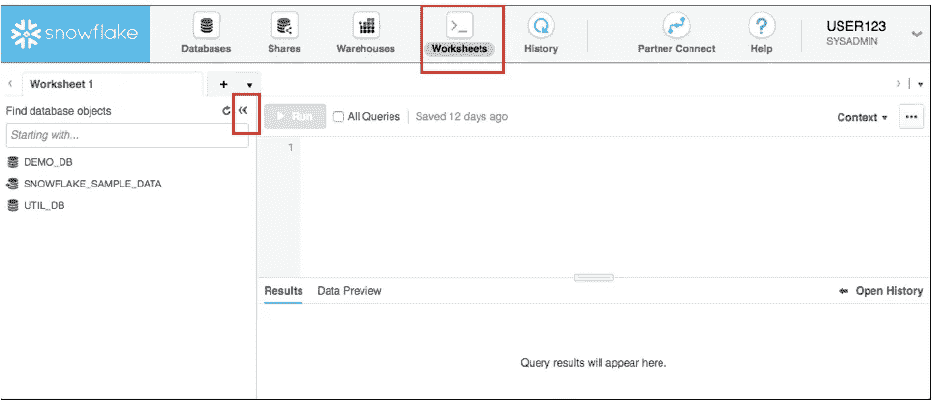 snowflake
Databases
Shares
Warehouses
Worksheets
History
Partner Connect
Help
USER123
SYSADMIN
Worksheet 1
Find database objects
Starting with...
DEMO_DB
SNOWFLAKE_SAMPLE_DATA
UTIL_DB
Run
All Queries
Saved 12 days ago
Context
1
Results
Data Preview
Open History
Query results will appear here.